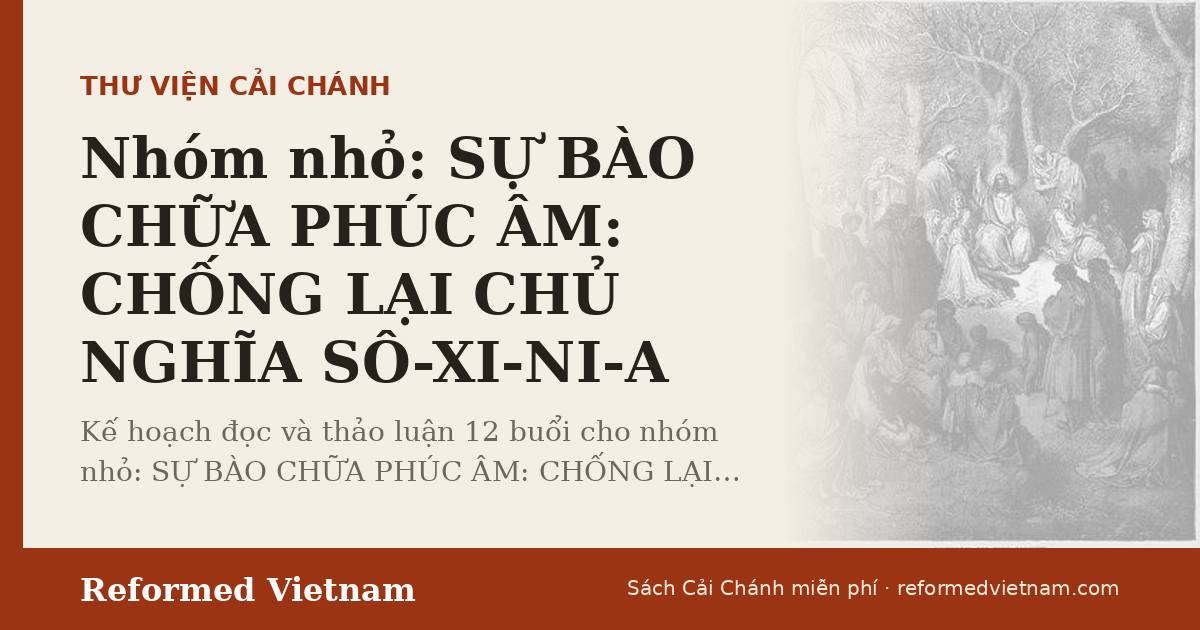 THƯ VIỆN CẢI CHÁNH
Nhóm nhỏ: SỰ BÀO
CHỮA PHÚC ÂM:
CHỐNG LẠI CHỦ
NGHĨA SÔ-XI-NI-A
Kế hoạch đọc và thảo luận 12 buổi cho nhóm
nhỏ: SỰ BÀO CHỮA PHÚC ÂM: CHỐNG LẠI...
Reformed Vietnam
Sách Cải Chánh miễn phí · reformedvietnam.com